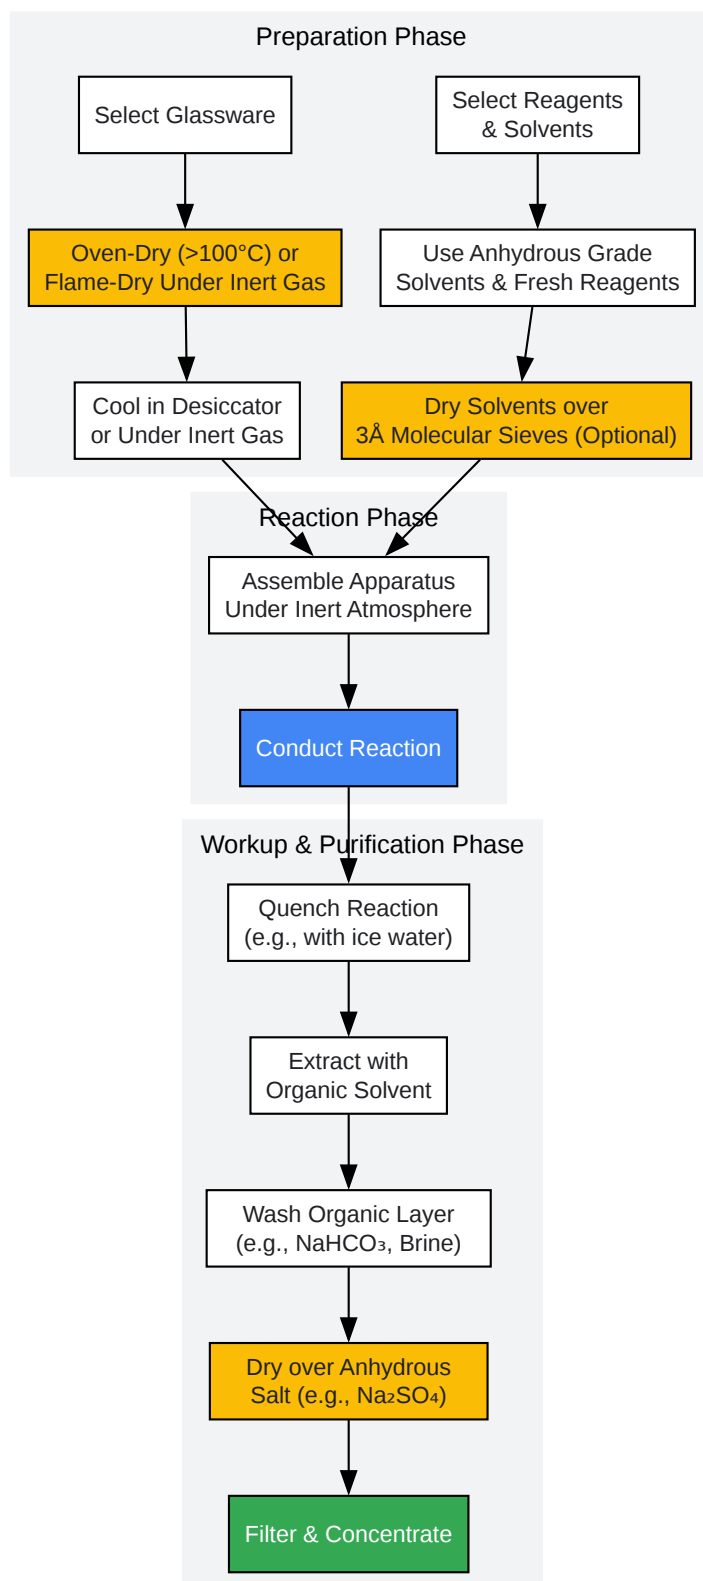 Preparation Phase
Select Glassware
Select Reagents
& Solvents
Oven-Dry (>100°C) or
Flame-Dry Under Inert Gas
Use Anhydrous Grade
Solvents & Fresh Reagents
Cool in Desiccator
or Under Inert Gas
Dry Solvents over
3Å Molecular Sieves (Optional)
Reaction Phase
Assemble Apparatus
Under Inert Atmosphere
Conduct Reaction
Workup & Purification Phase
Quench Reaction
(e.g., with ice water)
Extract with
Organic Solvent
Wash Organic Layer
(e.g., NaHCO₃, Brine)
Dry over Anhydrous
Salt (e.g., Na₂SO₄)
Filter & Concentrate